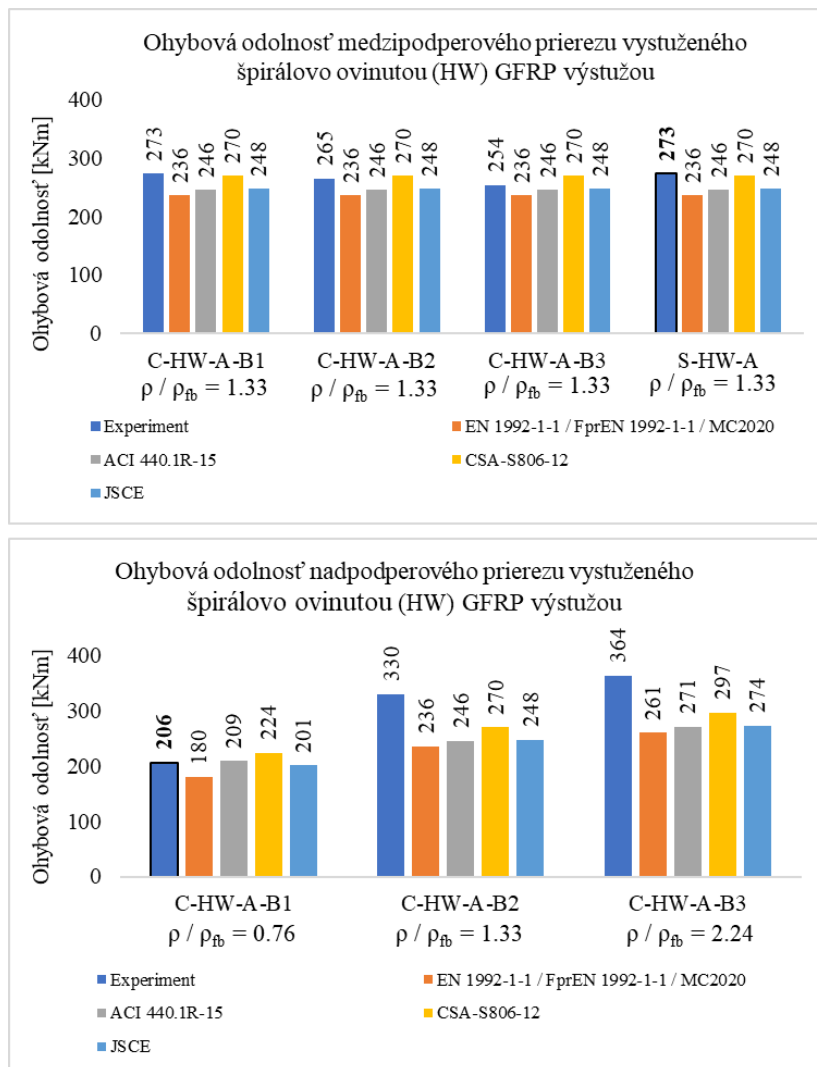 Ohybová odolnosť medzipodperového prierezu vystuženého
špirálovo ovinutou (HW) GFRP výstužou
Ohybová odolnosť [kNm]
400
300
200
100
0
273 236 246 270 248
265 236 246 270 248
254 236 246 270 248
273 236 246 270 248
C-HW-A-B1 C-HW-A-B2 C-HW-A-B3 S-HW-A
ρ / ρfb = 1.33 ρ / ρfb = 1.33 ρ / ρfb = 1.33 ρ / ρfb = 1.33
Experiment EN 1992-1-1 / FprEN 1992-1-1 / MC2020
ACI 440.1R-15 CSA-S806-12
JSCE
Ohybová odolnosť nadpodperového prierezu vystuženého
špirálovo ovinutou (HW) GFRP výstužou
Ohybová odolnosť [kNm]
400
300
200
100
0
206 180 209 224 201
330 236 246 270 248
364 261 271 297 274
C-HW-A-B1 C-HW-A-B2 C-HW-A-B3
ρ / ρfb = 0.76 ρ / ρfb = 1.33 ρ / ρfb = 2.24
Experiment EN 1992-1-1 / FprEN 1992-1-1 / MC2020
ACI 440.1R-15 CSA-S806-12
JSCE